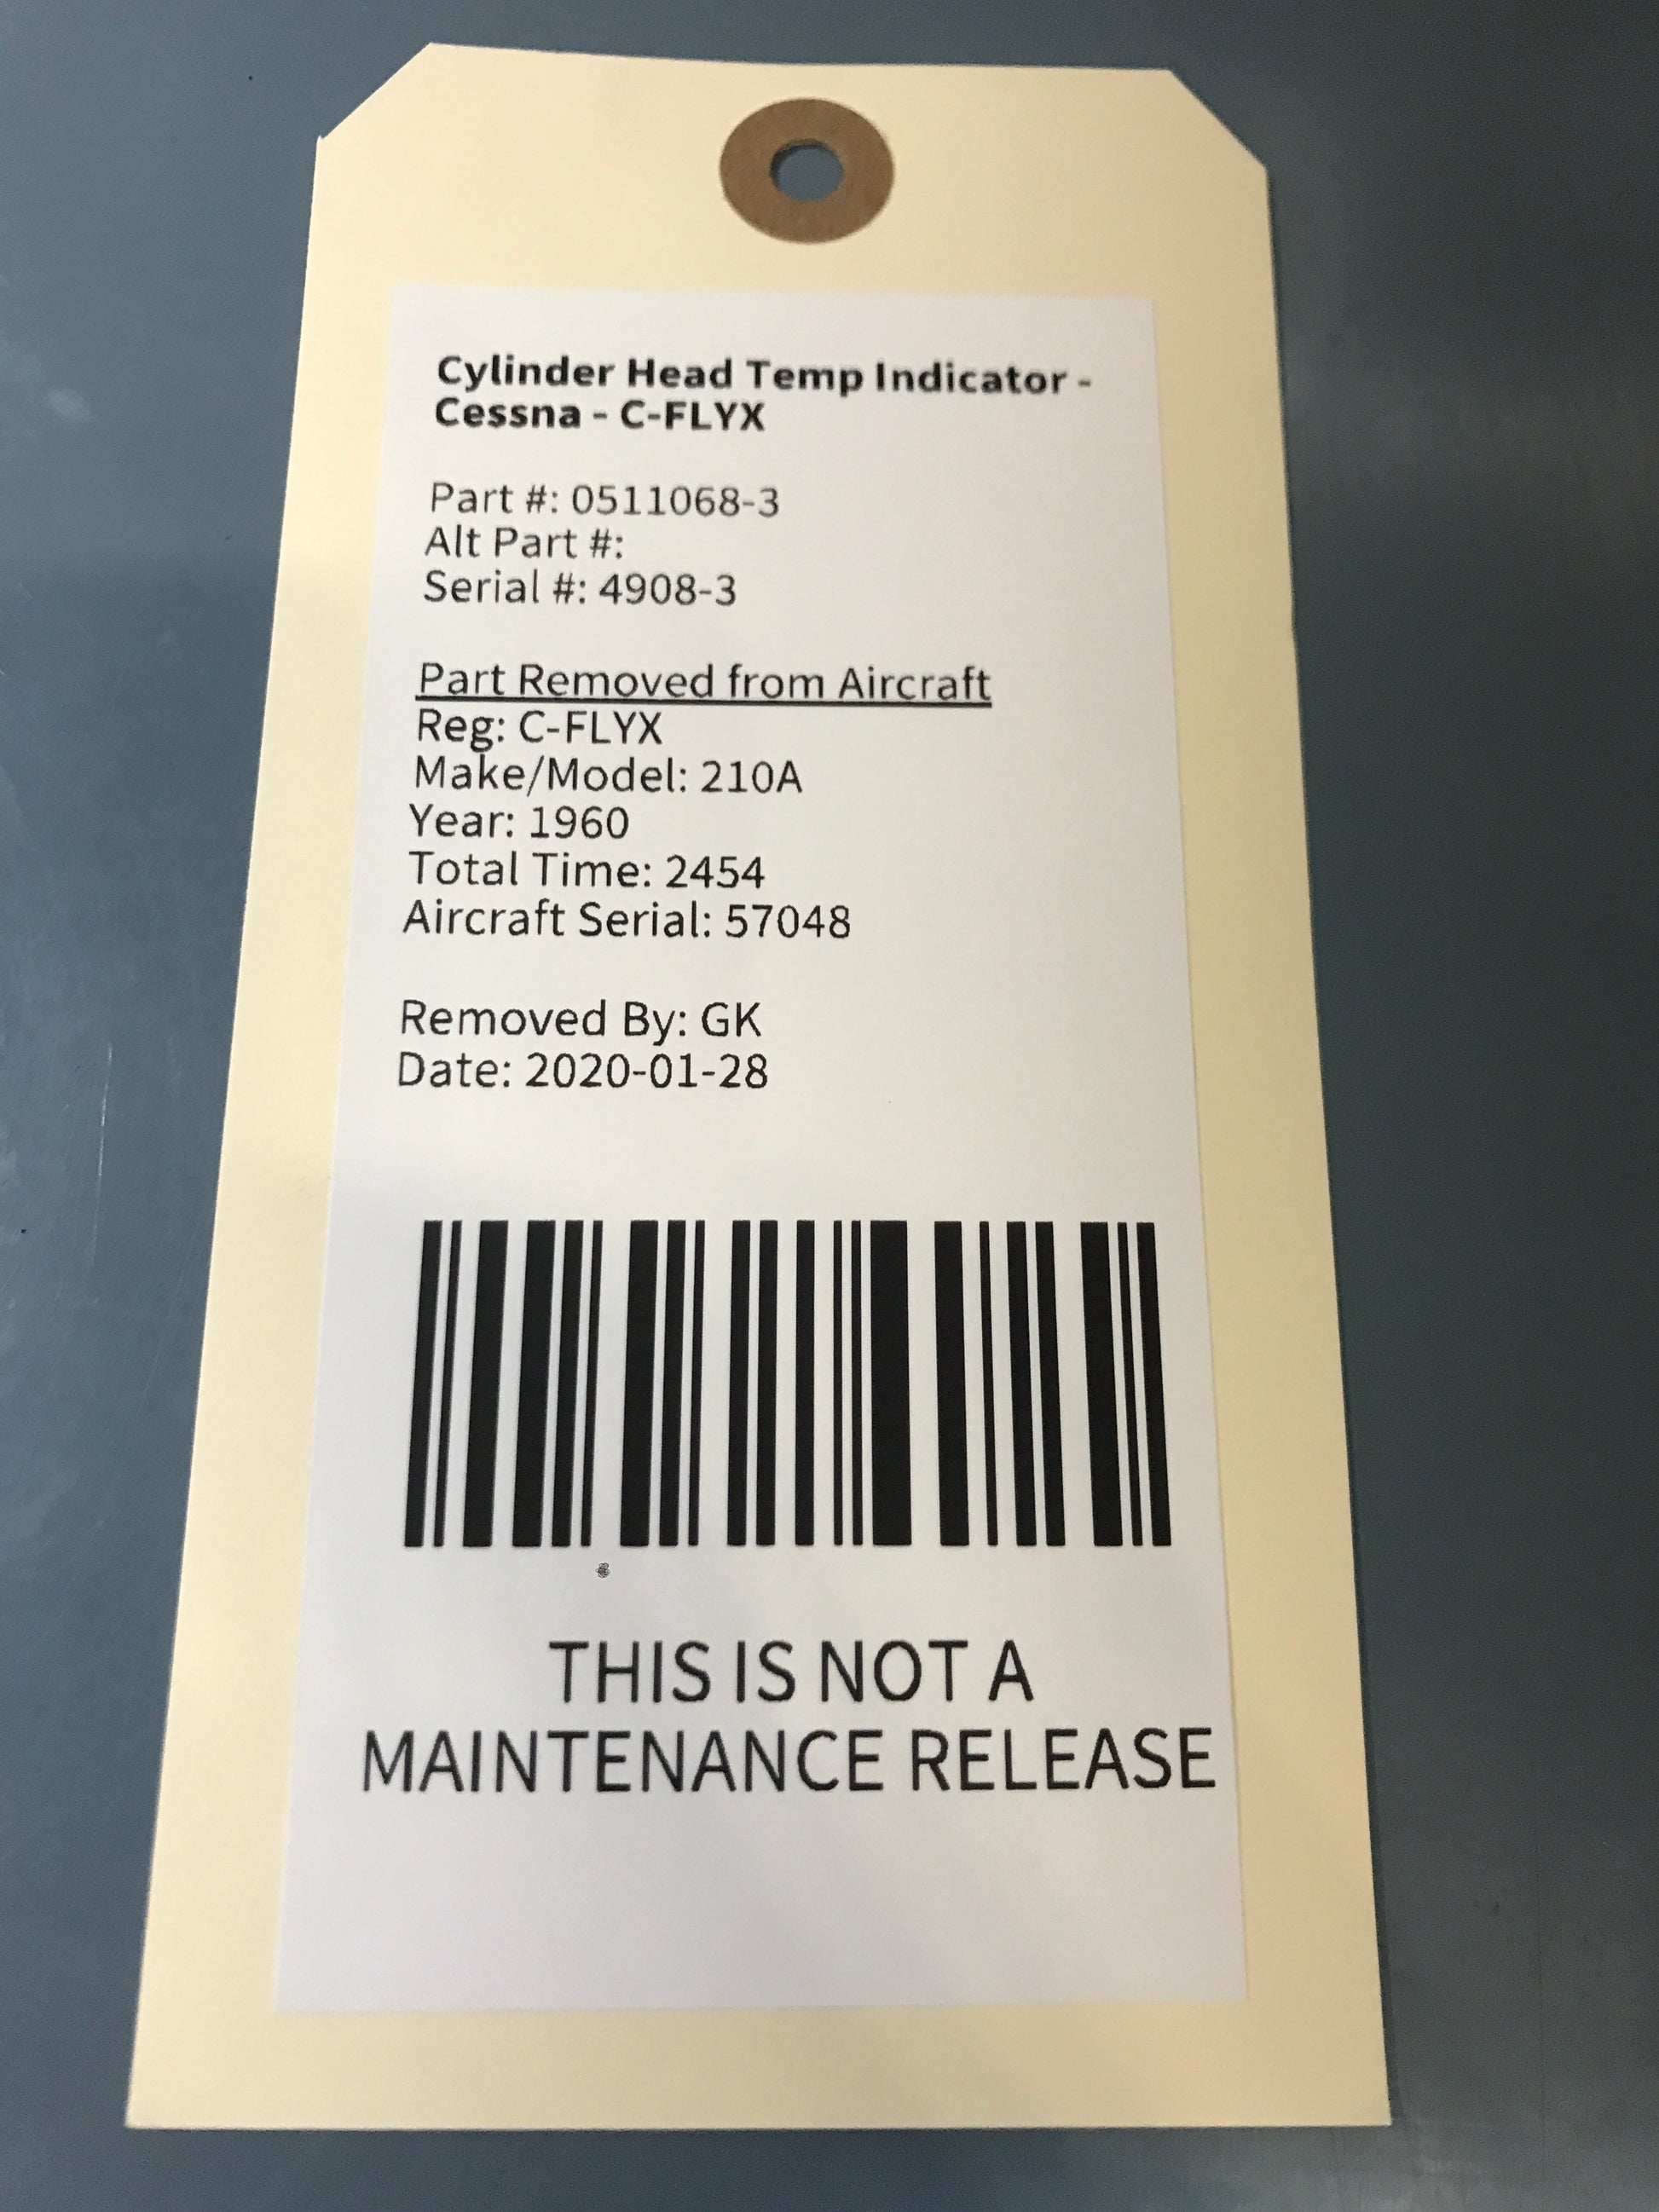 Cylinder Head Temp Indicator -
Cessna - C-FLYX
Part #: 0511068-3
Alt Part #:
Serial #: 4908-3
Part Removed from Aircraft
Reg: C-FLYX
Make/Model: 210A
Year: 1960
Total Time: 2454
Aircraft Serial: 57048
Removed By: GK
Date: 2020-01-28
THIS IS NOT A
MAINTENANCE RELEASE